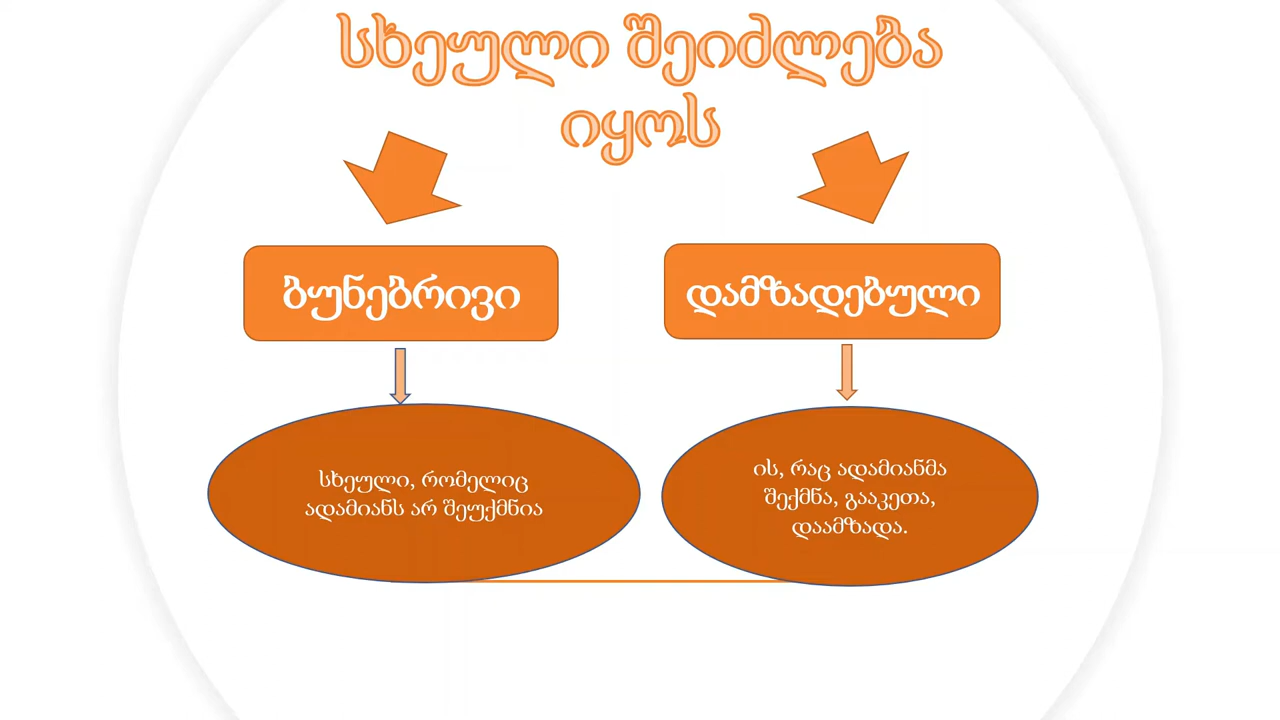 სხეული შეიძლება
იყოს
ბუნებრივი
დამზადებული
სხეული, რომელიც
ადამიანს არ შეუქმნია
ის, რაც ადამიანმა
შექმნა, გააკეთა,
დაამზადა.